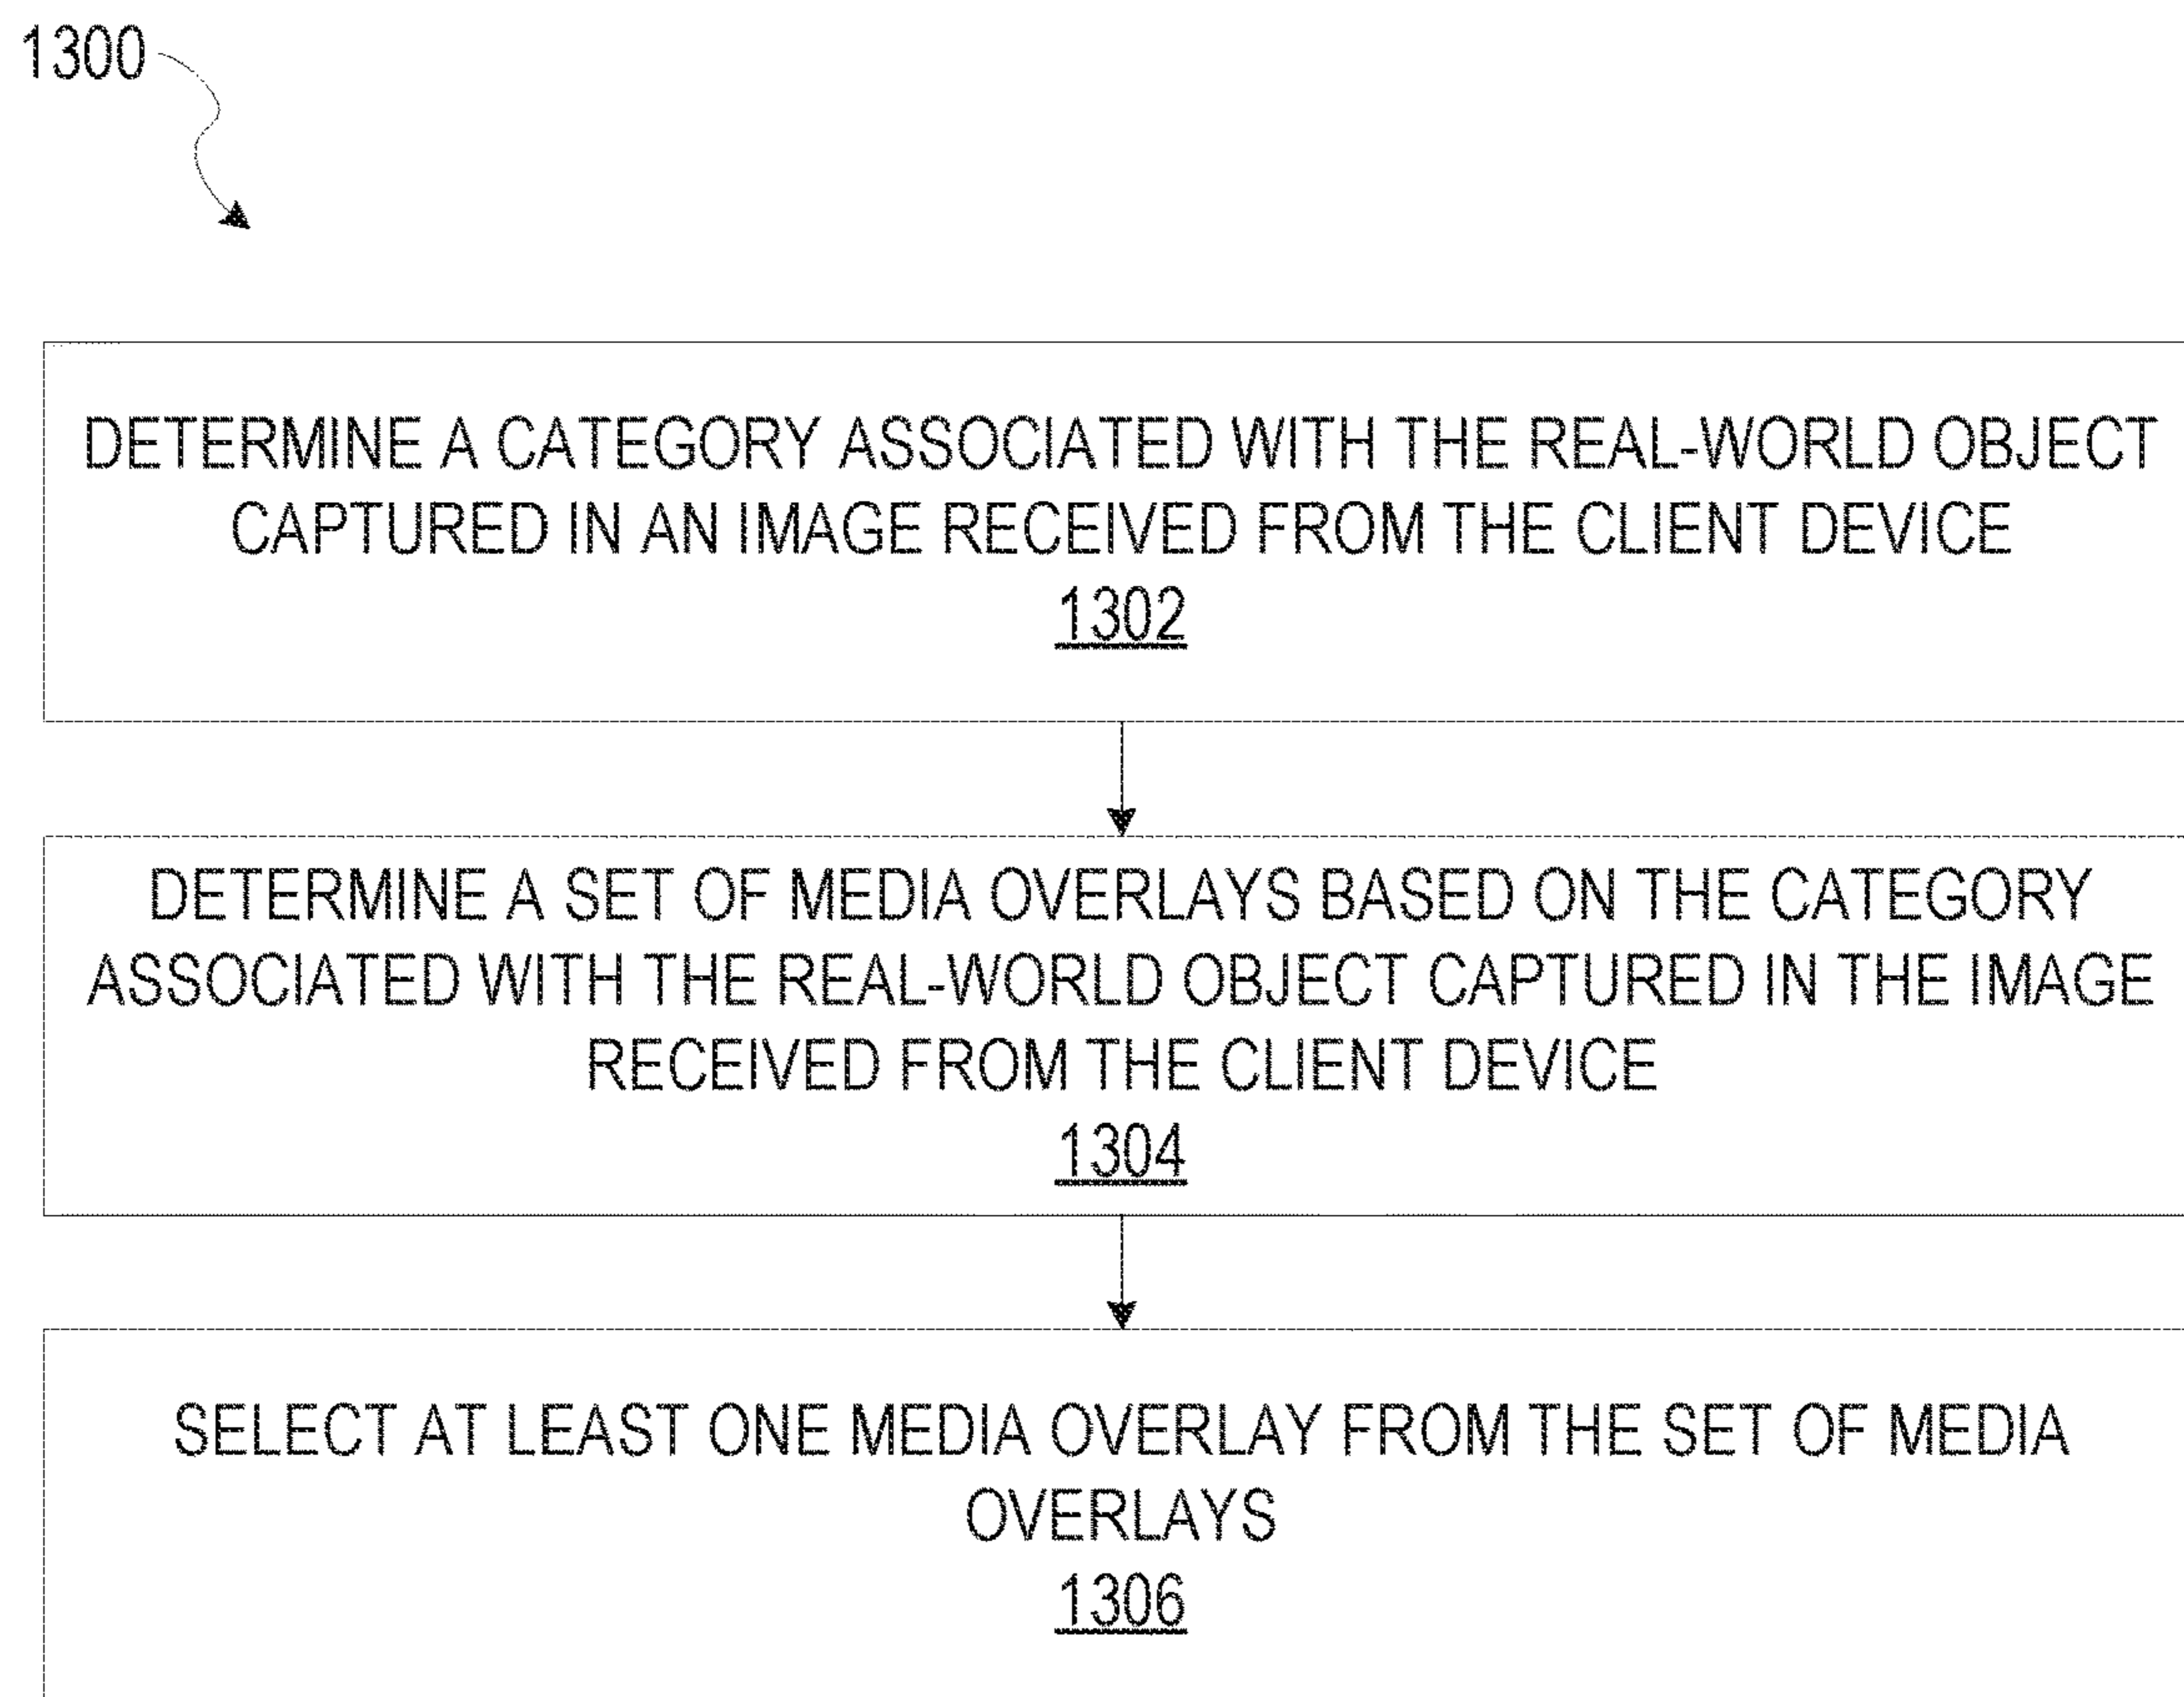 1300
DETERMINE A CATEGORY ASSOCIATED WITH THE REAL-WORLD OBJECT
CAPTURED IN AN IMAGE RECEIVED FROM THE CLIENT DEVICE
1302
DETERMINE A SET OF MEDIA OVERLAYS BASED ON THE CATEGORY
ASSOCIATED WITH THE REAL-WORLD OBJECT CAPTURED IN THE IMAGE
RECEIVED FROM THE CLIENT DEVICE
1304
SELECT AT LEAST ONE MEDIA OVERLAY FROM THE SET OF MEDIA
OVERLAYS
1306